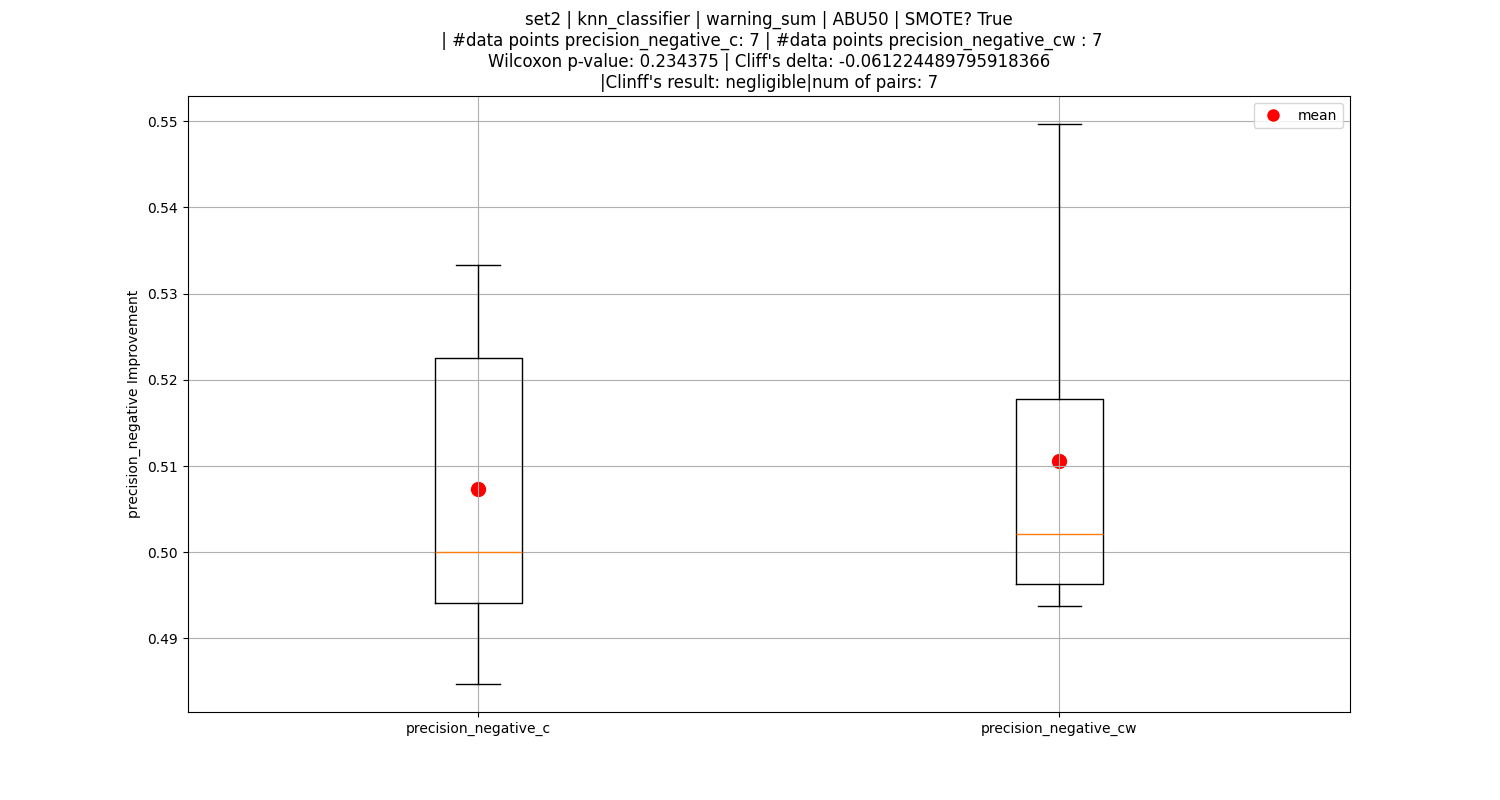 set2 | knn_classifier | warning_sum | ABU50 | SMOTE? True
| #data points precision_negative_c: 7 | #data points precision_negative_cw : 7
Wilcoxon p-value: 0.234375 | Cliff's delta: -0.061224489795918366
|Clinff's result: negligible|num of pairs: 7
mean
0.55
0.54
0.53
0.52
0.51
0.50
0.49
precision_negative Improvement
precision_negative_c
precision_negative_cw